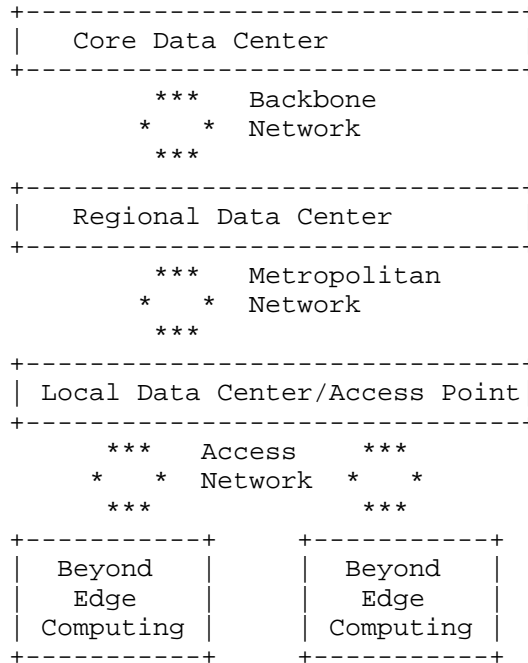 Core Data Center
*** Backbone
* * Network
***
Regional Data Center
*** Metropolitan
* * Network
***
Local Data Center/Access Point
*** Access ***
* * Network * *
*** ***
Beyond Beyond
Edge Edge
Computing Computing